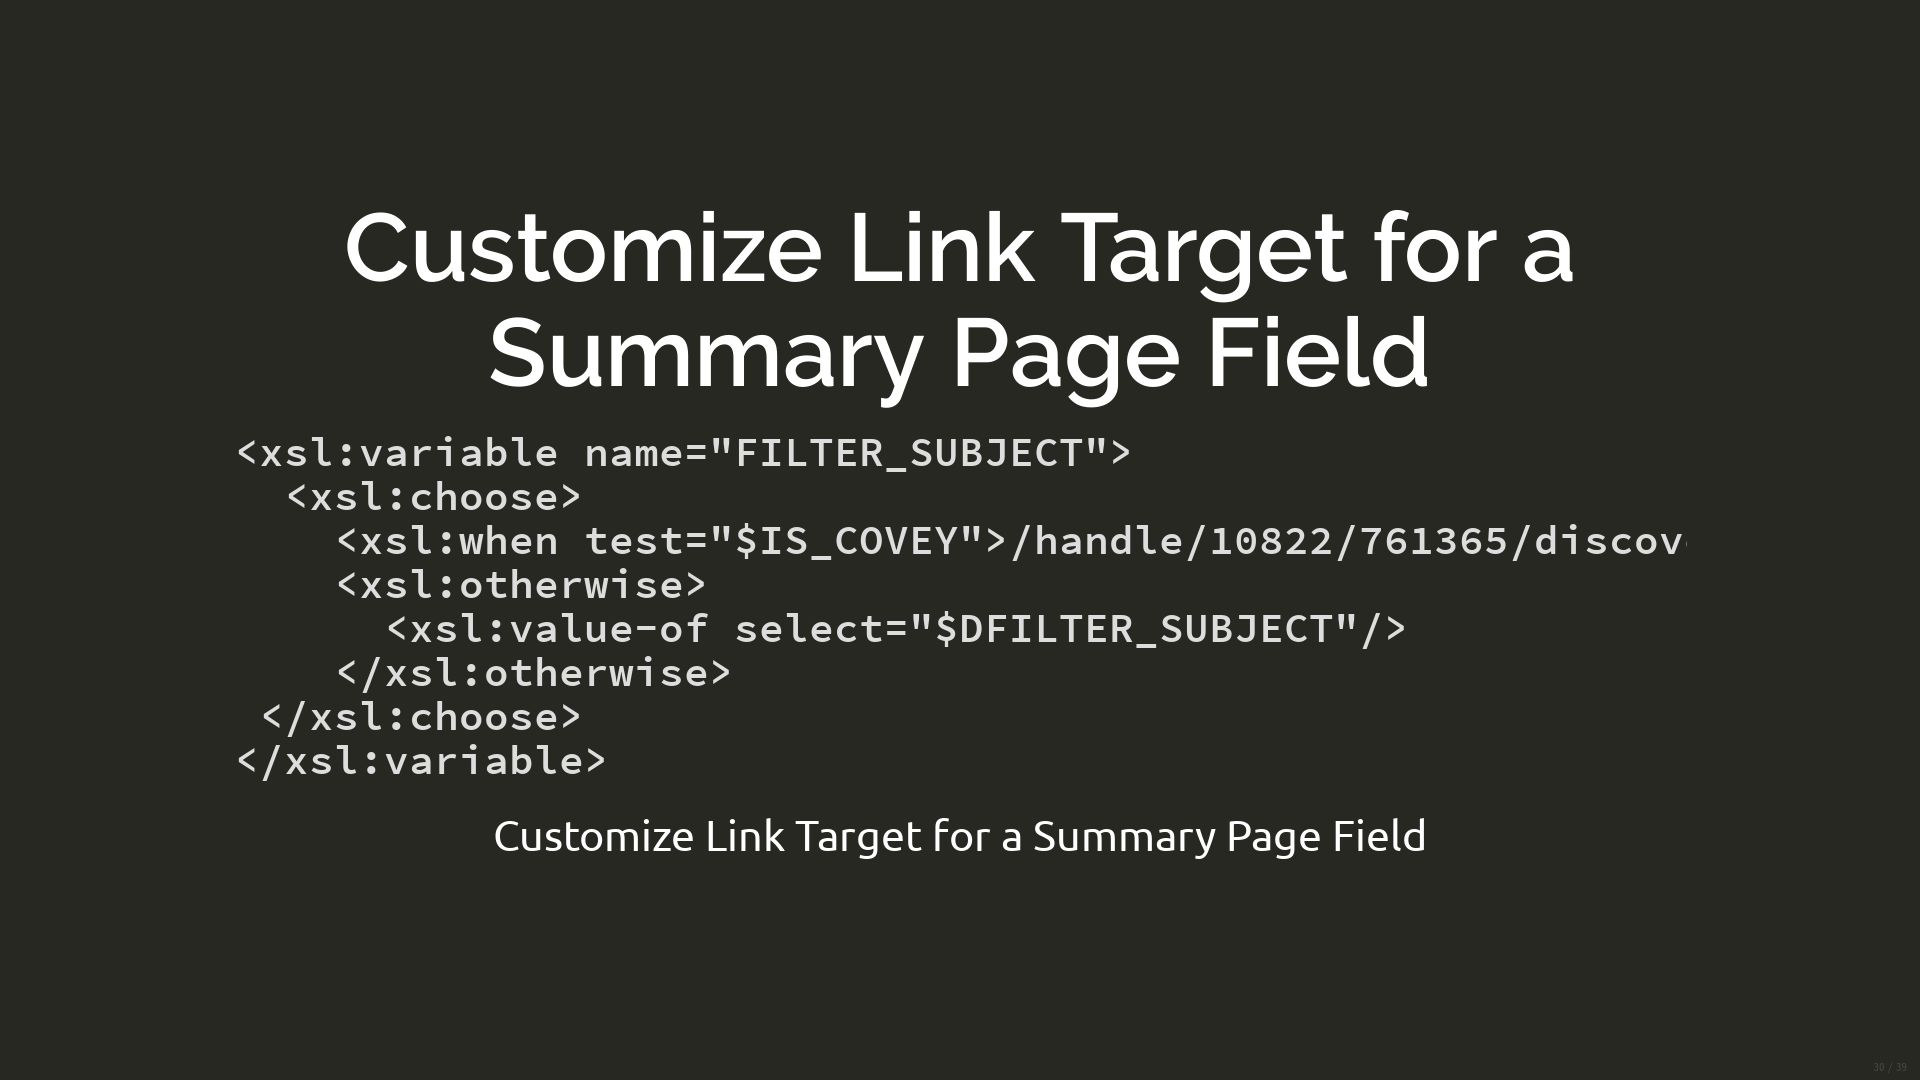 Customize Link Target for a
Summary Page Field
<xsl:variable name="FILTER_SUBJECT">
  <xsl:choose>
    <xsl:when test="$IS_COVEY">/handle/10822/761365/discov
    <xsl:otherwise>
      <xsl:value-of select="$DFILTER_SUBJECT"/>
    </xsl:otherwise>
 </xsl:choose>
</xsl:variable>
Customize Link Target for a Summary Page Field
30 / 39